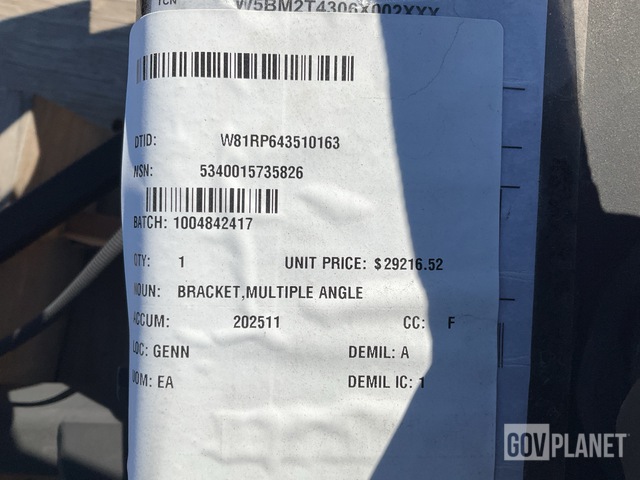 TCN W5BM2T4306X002XXX
DTID: W81RP643510163
NSN: 5340015735826
BATCH: 1004842417
QTY: 1 UNIT PRICE: $29216.52
NOUN: BRACKET,MULTIPLE ANGLE
ACCUM: 202511 CC: F
LOC: GENN DEMIL: A
UOM: EA DEMIL IC: 1
GOVPLANET